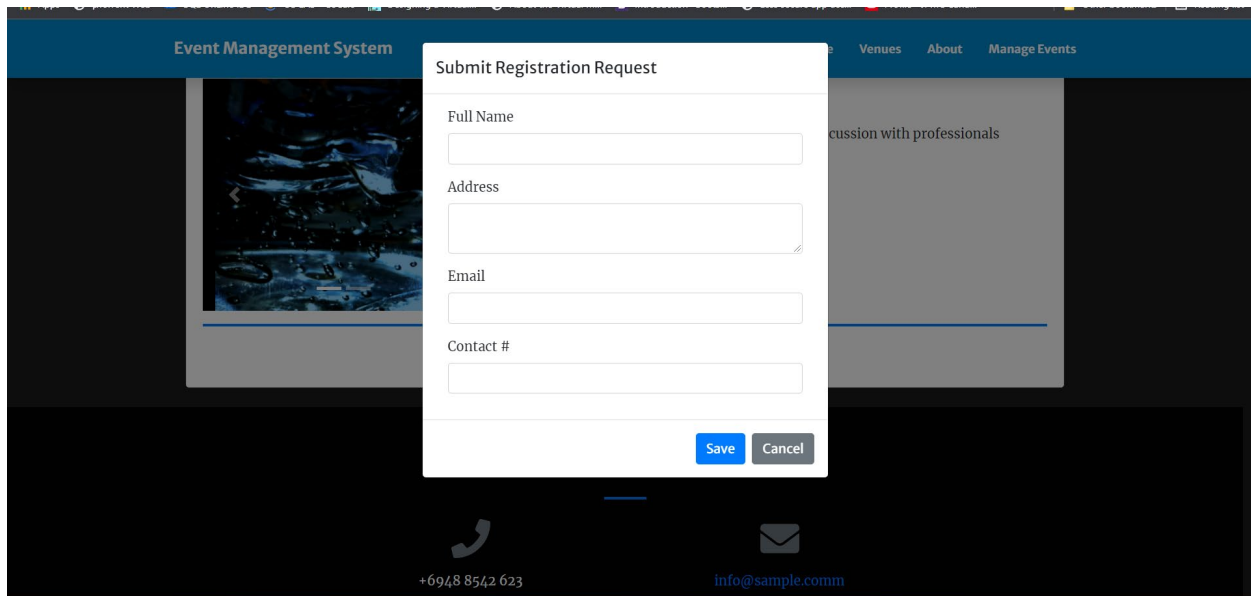 Event Management System
Submit Registration Request
Venues
About
Manage Events
Full Name
Address
Email
Contact #
cussion with professionals
Save
Cancel
+6948 8542 623
info@sample.comm